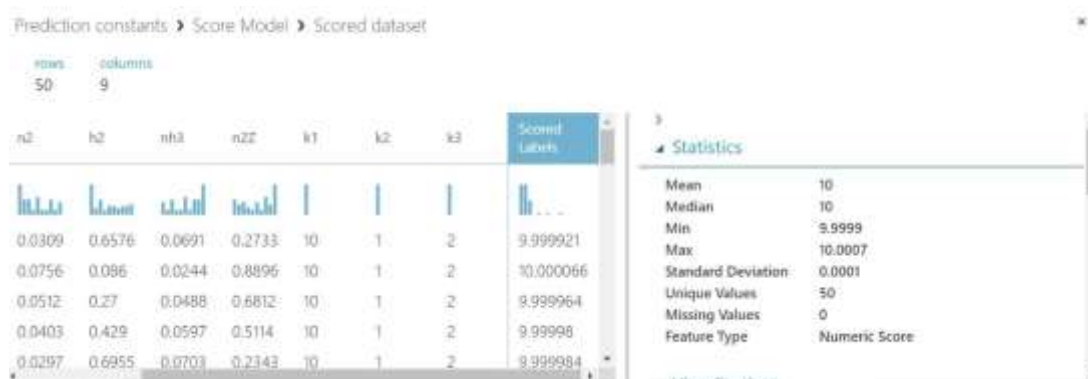 Prediction constants ❯ Score Model ❯ Scored dataset
rows columns
50 9
n2 h2 nh3 n2Z k1 k2 k3 Scored Labels
0.0309 0.6576 0.0691 0.2733 10 1 2 9.999921
0.0756 0.086 0.0244 0.8896 10 1 2 10.000066
0.0512 0.27 0.0488 0.6812 10 1 2 9.999964
0.0403 0.429 0.0597 0.5114 10 1 2 9.99998
0.0297 0.6955 0.0703 0.2343 10 1 2 9.999984
Statistics
Mean 10
Median 10
Min 9.9999
Max 10.0007
Standard Deviation 0.0001
Unique Values 50
Missing Values 0
Feature Type Numeric Score